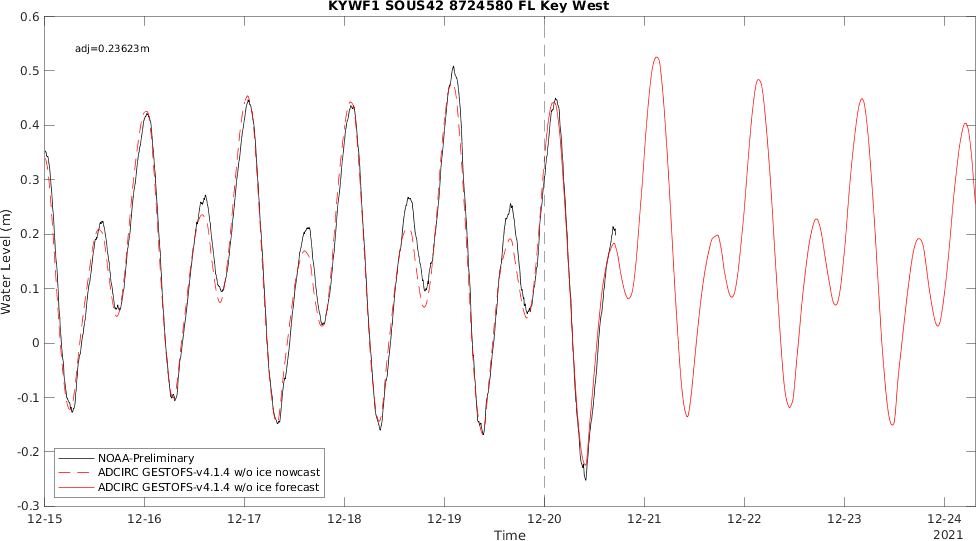 KYWF1 SOUS42 8724580 FL Key West
adj=0.23623m
Water Level (m)
0.6
0.5
0.4
0.3
0.2
0.1
0
-0.1
-0.2
-0.3
NOAA-Preliminary
ADCIRC GESTOFS-v4.1.4 w/o ice nowcast
ADCIRC GESTOFS-v4.1.4 w/o ice forecast
12-15 12-16 12-17 12-18 12-19 12-20 12-21 12-22 12-23 12-24
2021
Time